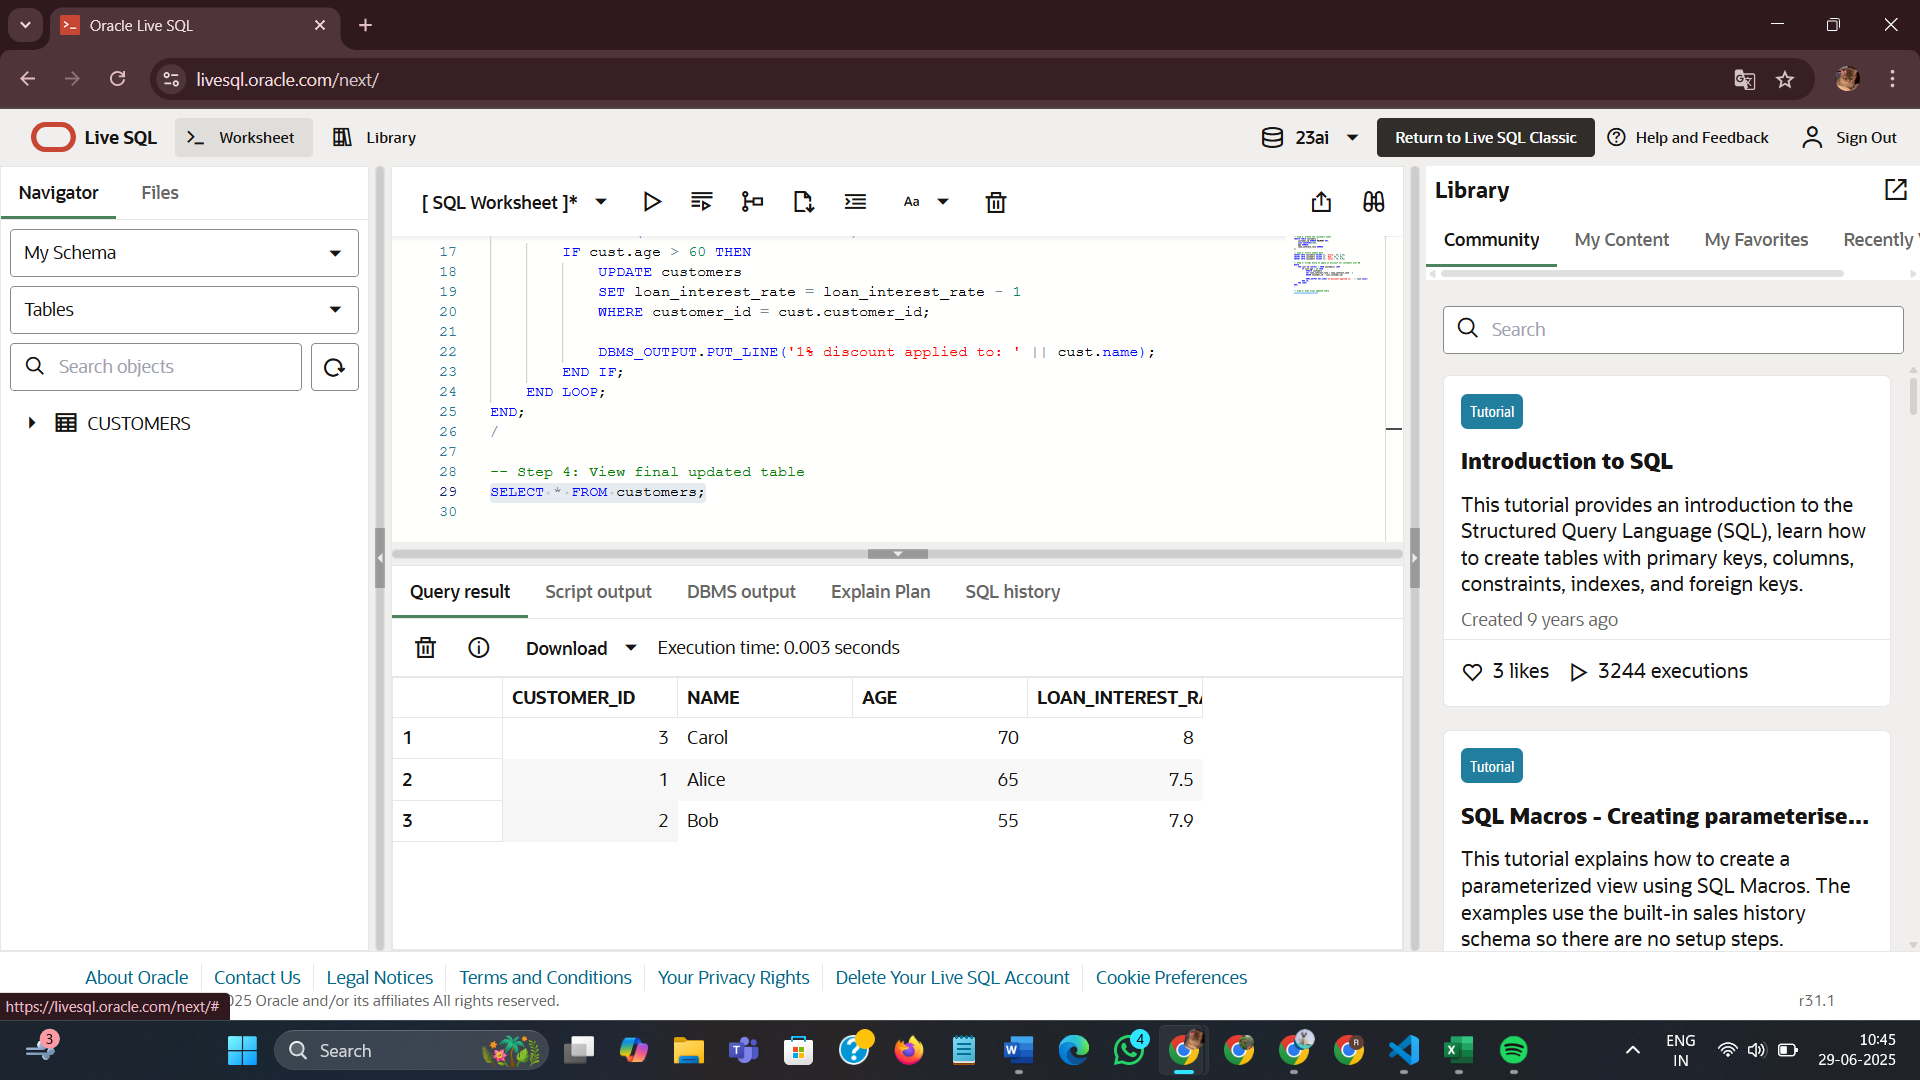 Oracle Live SQL
livesql.oracle.com/next/
Live SQL
Worksheet
Library
23ai
Return to Live SQL Classic
Help and Feedback
Sign Out
Navigator
Files
My Schema
Tables
Search objects
CUSTOMERS
[ SQL Worksheet ]*
Aa
17 IF cust.age > 60 THEN
18 UPDATE customers
19 SET loan_interest_rate = loan_interest_rate - 1
20 WHERE customer_id = cust.customer_id;
21
22 DBMS_OUTPUT.PUT_LINE('1% discount applied to: ' || cust.name);
23 END IF;
24 END LOOP;
25 END;
26 /
27
28 -- Step 4: View final updated table
29 SELECT * FROM customers;
30
Query result
Script output
DBMS output
Explain Plan
SQL history
Download
Execution time: 0.003 seconds
CUSTOMER_ID NAME AGE LOAN_INTEREST_RA
1 3 Carol 70 8
2 1 Alice 65 7.5
3 2 Bob 55 7.9
Library
Community
My Content
My Favorites
Recently
Search
Tutorial
Introduction to SQL
This tutorial provides an introduction to the
Structured Query Language (SQL), learn how
to create tables with primary keys, columns,
constraints, indexes, and foreign keys.
Created 9 years ago
3 likes
3244 executions
Tutorial
SQL Macros - Creating parameterise...
This tutorial explains how to create a
parameterized view using SQL Macros. The
examples use the built-in sales history
schema so there are no setup steps.
About Oracle
Contact Us
Legal Notices
Terms and Conditions
Your Privacy Rights
Delete Your Live SQL Account
Cookie Preferences
https://livesql.oracle.com/next/#
025 Oracle and/or its affiliates All rights reserved.
r31.1
3
Search
4
ENG
IN
10:45
29-06-2025